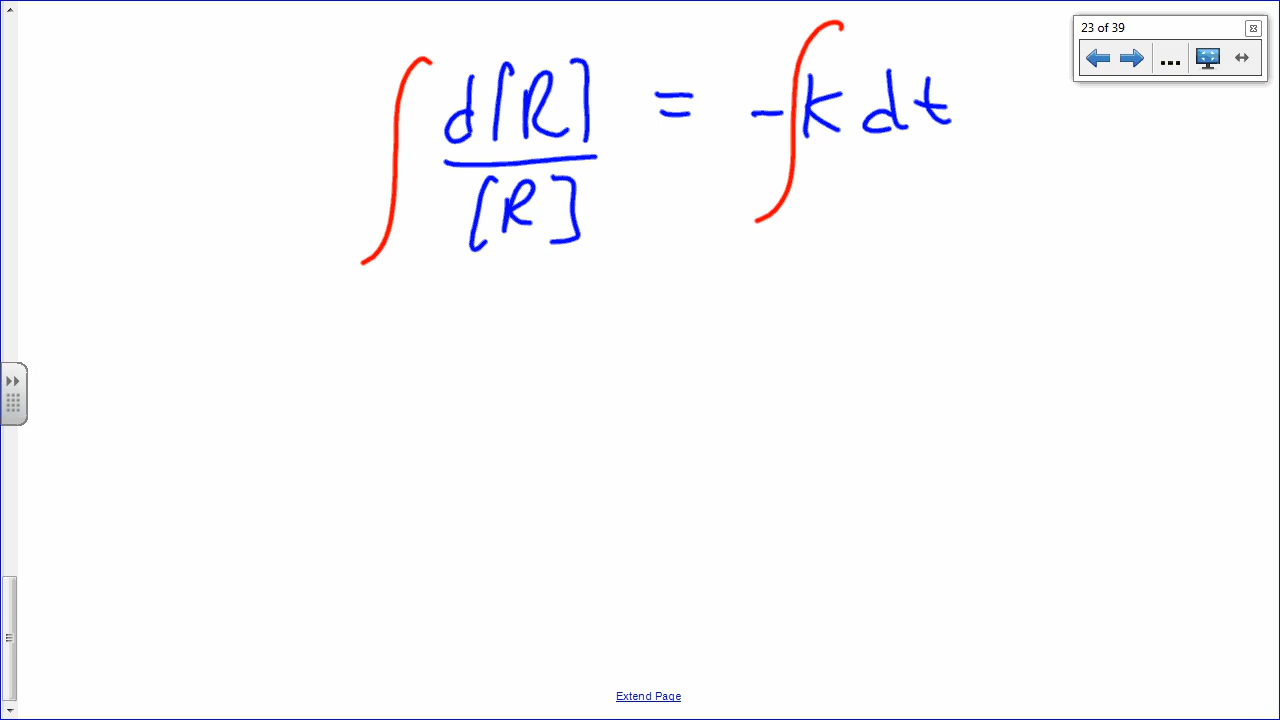 23 of 39
∫ d[R]/[R] = -∫k dt
Extend Page